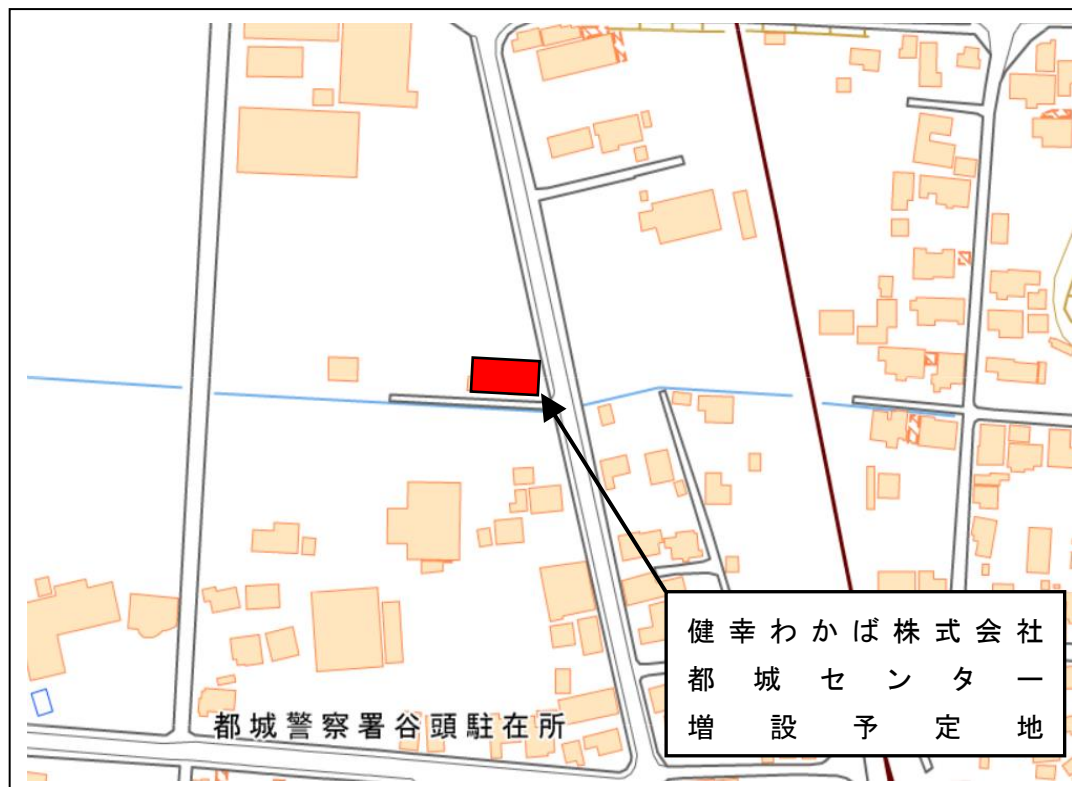 健幸わかば株式会社
都城センター
増設予定地
都城警察署谷頭駐在所